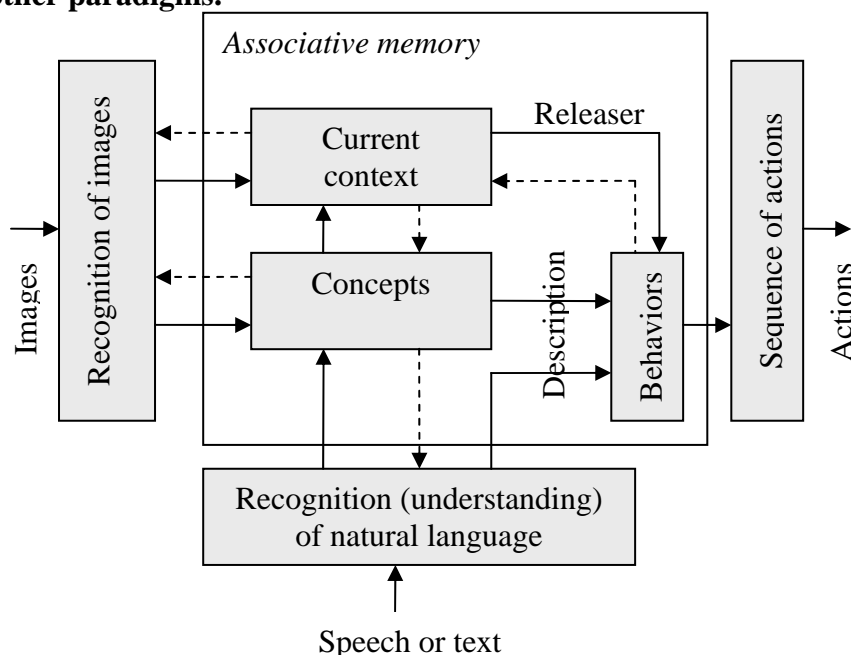 other paradigms.
Associative memory
Recognition of images
Current
context
Releaser
Sequence of actions
Images
Concepts
Description
Behaviors
Actions
Recognition (understanding)
of natural language
Speech or text